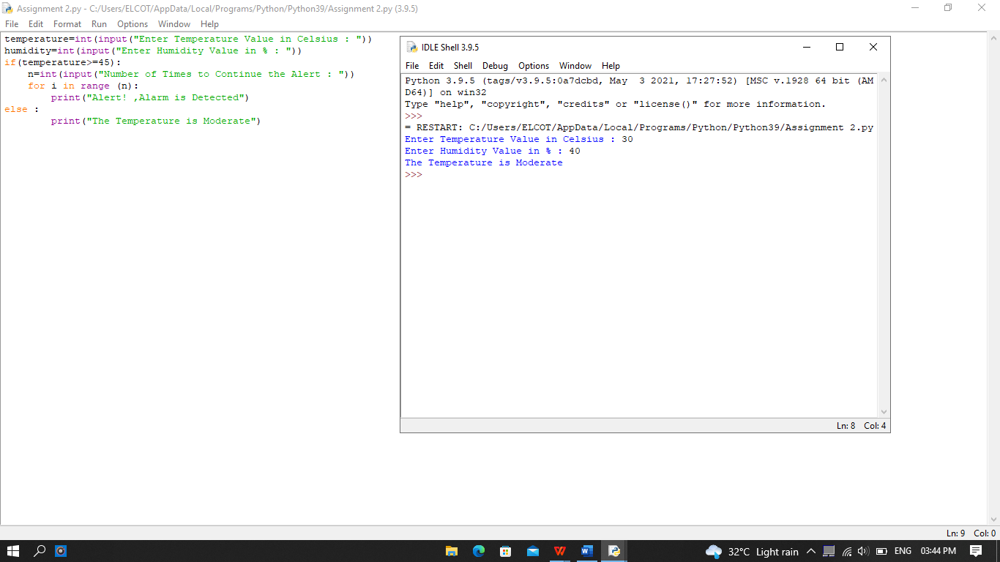 Assignment 2.py - C:/Users/ELCOT/AppData/Local/Programs/Python/Python39/Assignment 2.py (3.9.5)
File Edit Format Run Options Window Help
temperature=int(input("Enter Temperature Value in Celsius : "))
humidity=int(input("Enter Humidity Value in % : "))
if(temperature>=45):
    n=int(input("Number of Times to Continue the Alert : "))
    for i in range (n):
        print("Alert! ,Alarm is Detected")
else :
        print("The Temperature is Moderate")
IDLE Shell 3.9.5
File Edit Shell Debug Options Window Help
Python 3.9.5 (tags/v3.9.5:0a7dcbd, May  3 2021, 17:27:52) [MSC v.1928 64 bit (AM
D64)] on win32
Type "help", "copyright", "credits" or "license()" for more information.
>>>
= RESTART: C:/Users/ELCOT/AppData/Local/Programs/Python/Python39/Assignment 2.py
Enter Temperature Value in Celsius : 30
Enter Humidity Value in % : 40
The Temperature is Moderate
>>>
Ln: 8 Col: 4
Ln: 9 Col: 0
32°C Light rain ENG 03:44 PM